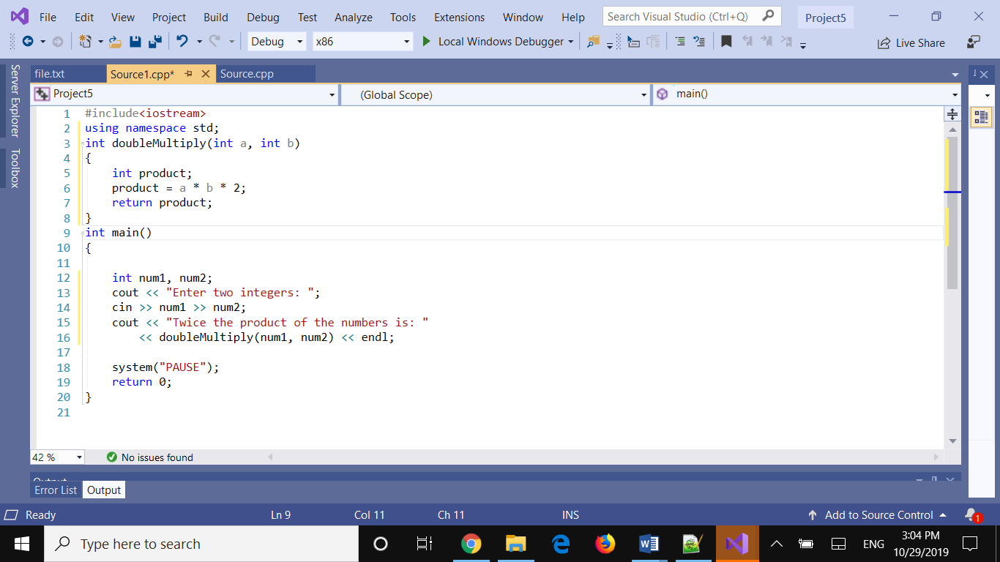 File Edit View Project Build Debug Test Analyze Tools Extensions Window Help Search Visual Studio (Ctrl+Q) Project5
Debug x86 Local Windows Debugger Live Share
Server Explorer
Toolbox
file.txt Source1.cpp* Source.cpp
Project5 (Global Scope) main()
1 #include<iostream>
2 using namespace std;
3 int doubleMultiply(int a, int b)
4 {
5 int product;
6 product = a * b * 2;
7 return product;
8 }
9 int main()
10 {
11
12 int num1, num2;
13 cout << "Enter two integers: ";
14 cin >> num1 >> num2;
15 cout << "Twice the product of the numbers is: "
16 << doubleMultiply(num1, num2) << endl;
17
18 system("PAUSE");
19 return 0;
20 }
21
42 % No issues found
Output
Error List Output
Ready Ln 9 Col 11 Ch 11 INS Add to Source Control 1
Type here to search ENG 3:04 PM
10/29/2019